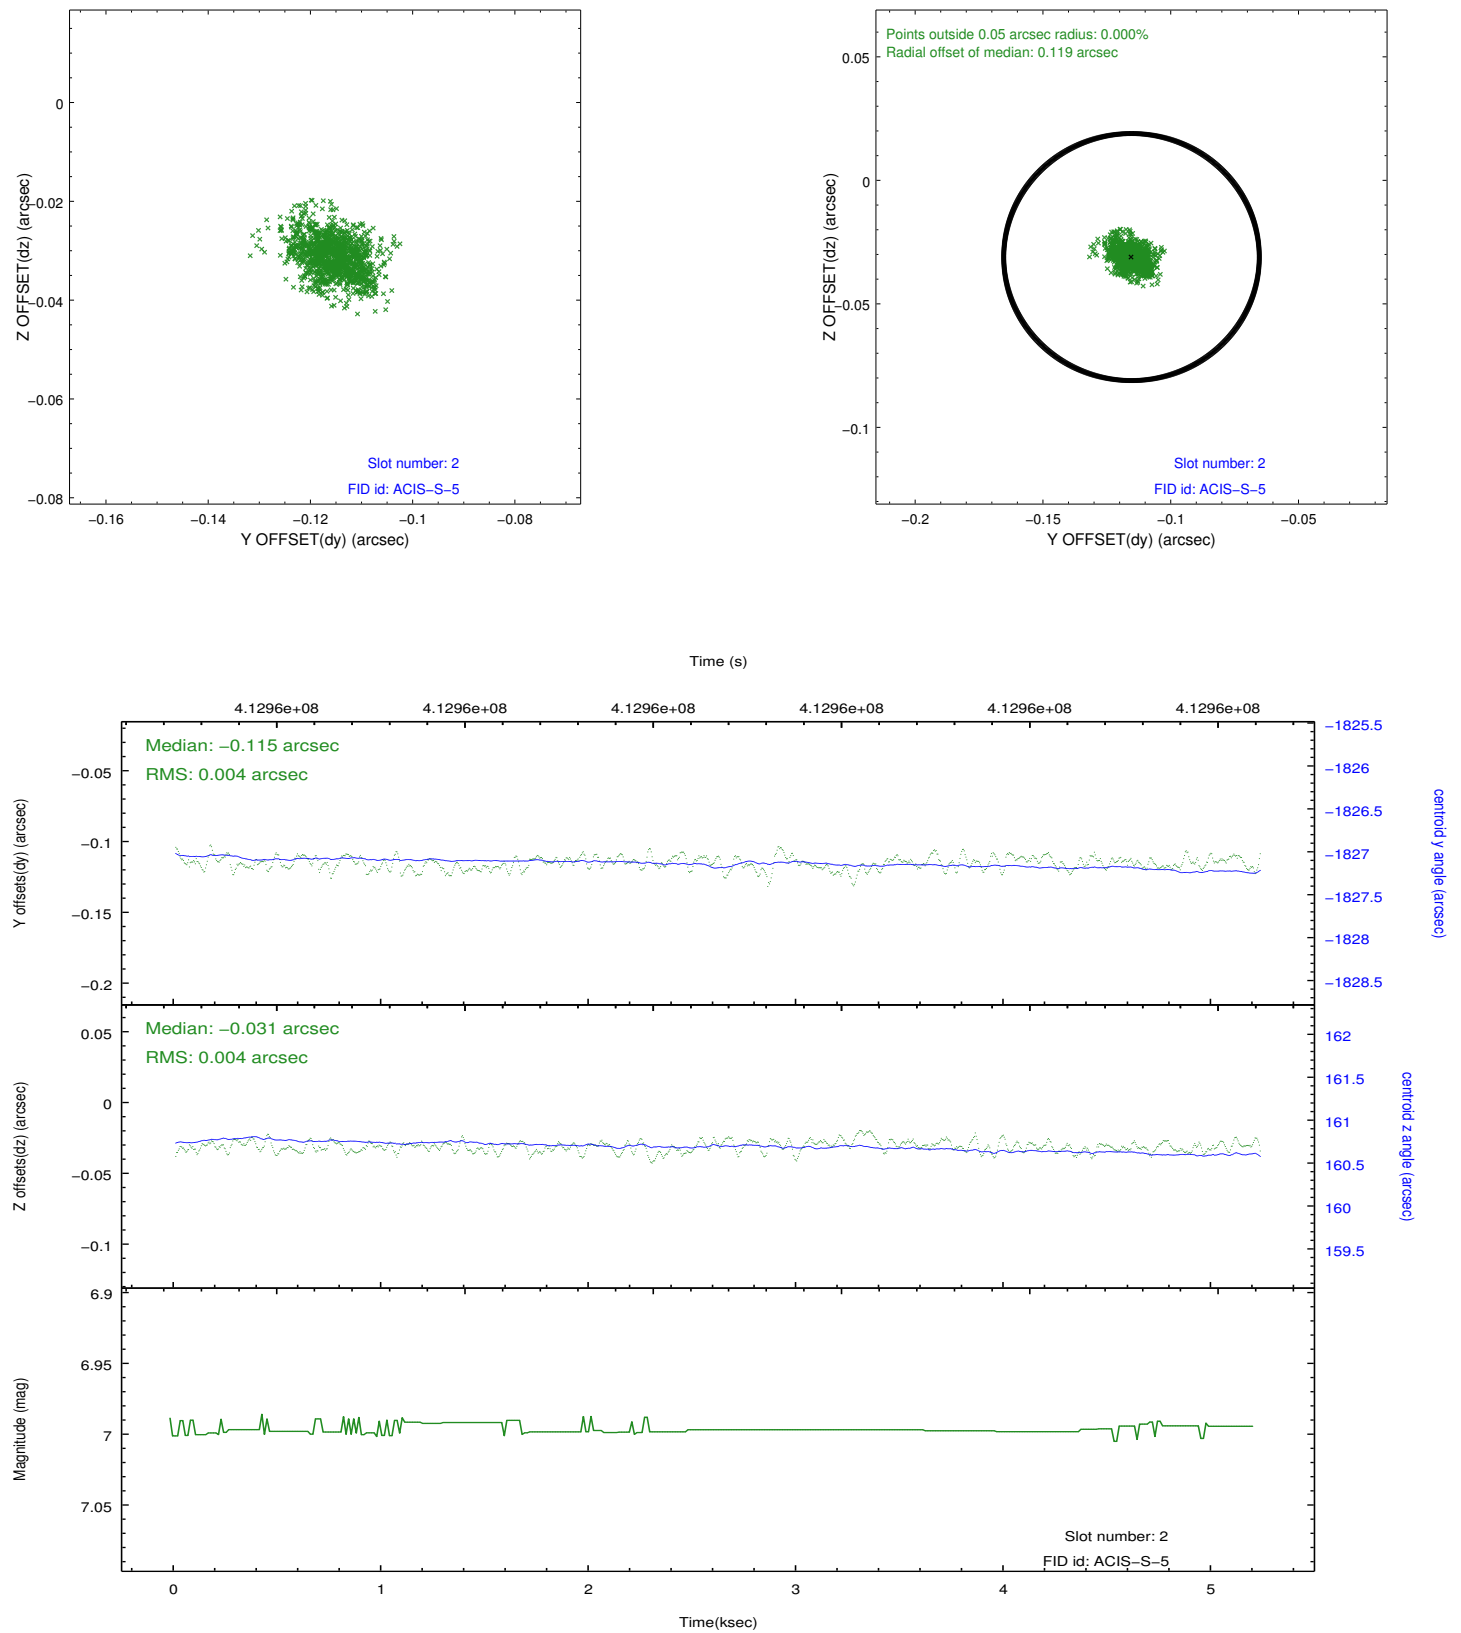 0
−0.02
−0.04
−0.06
−0.08
Z OFFSET(dz) (arcsec)
−0.16 −0.14 −0.12 −0.1 −0.08
Y OFFSET(dy) (arcsec)
Slot number: 2
FID id: ACIS−S−5
Points outside 0.05 arcsec radius: 0.000%
Radial offset of median: 0.119 arcsec
0.05
0
−0.05
−0.1
Z OFFSET(dz) (arcsec)
−0.2 −0.15 −0.1 −0.05
Y OFFSET(dy) (arcsec)
Slot number: 2
FID id: ACIS−S−5
Time (s)
4.1296e+08 4.1296e+08 4.1296e+08 4.1296e+08 4.1296e+08 4.1296e+08
Median: −0.115 arcsec
RMS: 0.004 arcsec
−0.05
−0.1
−0.15
−0.2
Y offsets(dy) (arcsec)
−1825.5
−1826
−1826.5
−1827
−1827.5
−1828
−1828.5
centroid y angle (arcsec)
Median: −0.031 arcsec
RMS: 0.004 arcsec
0.05
0
−0.05
−0.1
Z offsets(dz) (arcsec)
162
161.5
161
160.5
160
159.5
centroid z angle (arcsec)
6.9
6.95
7
7.05
Magnitude (mag)
Slot number: 2
FID id: ACIS−S−5
0 1 2 3 4 5
Time(ksec)